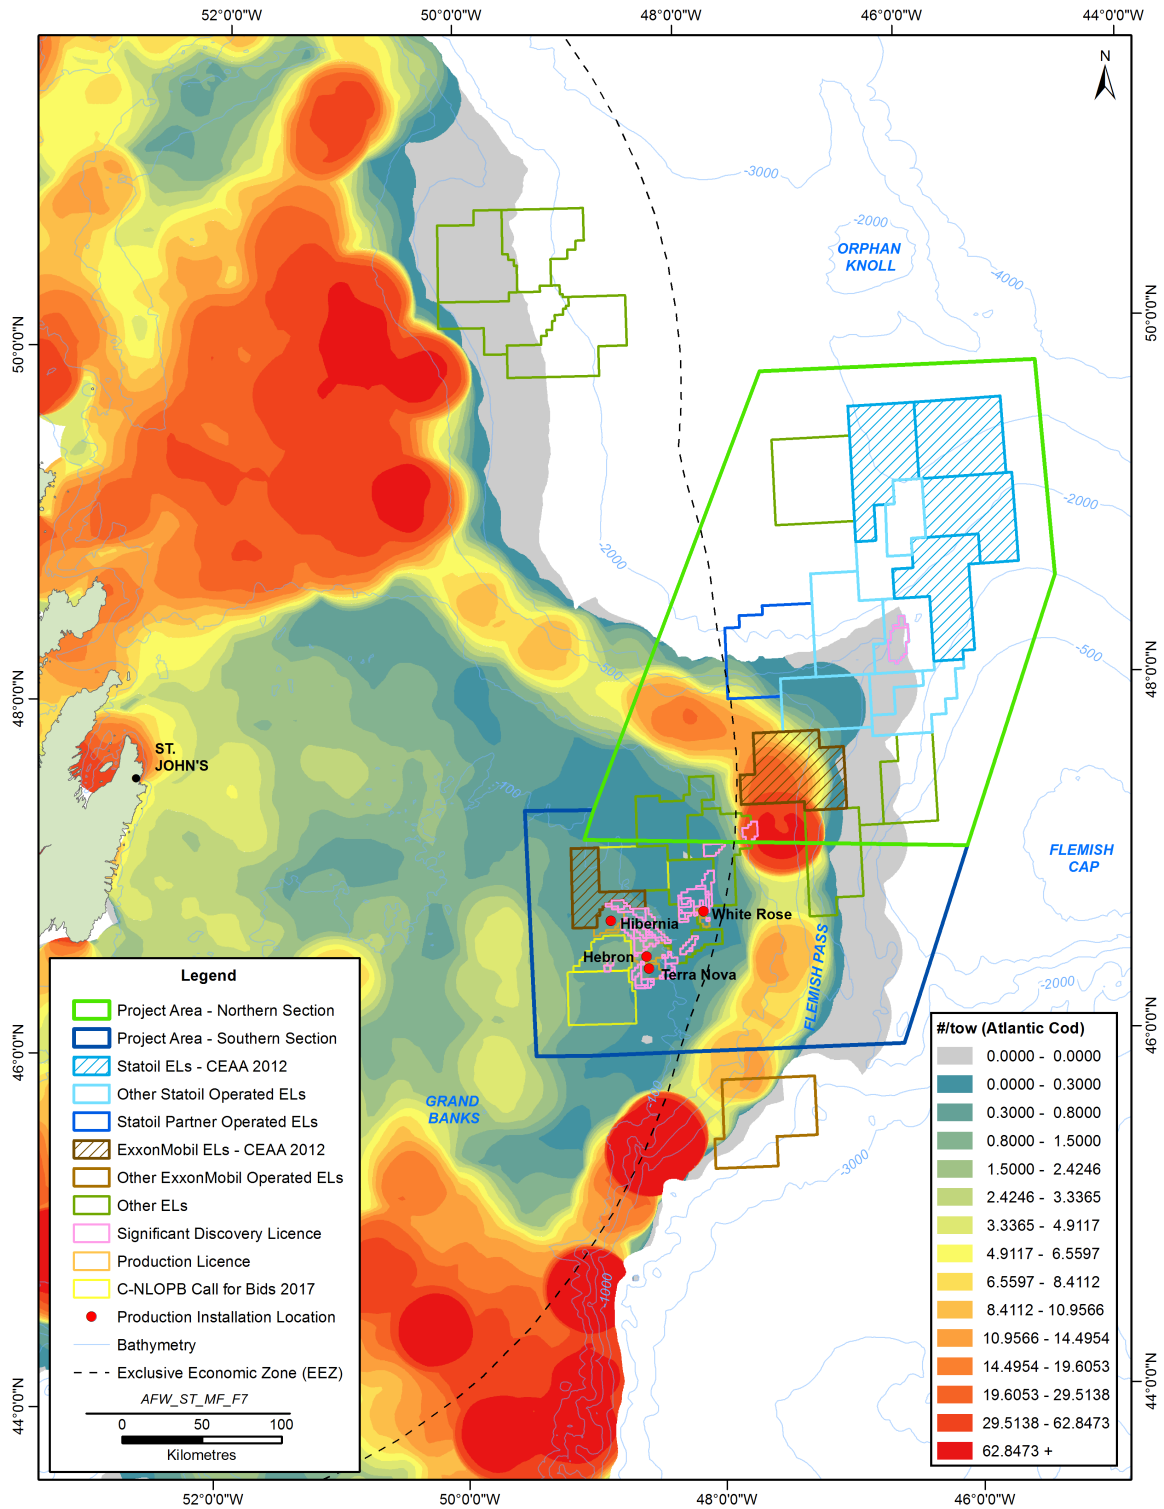 52°0'0"W
50°0'0"W
48°0'0"W
46°0'0"W
44°0'0"W
N
-3000
-2000
ORPHAN
KNOLL
-4000
50°0'0"N
50°0'0"N
-2000
-2000
-500
-500
48°0'0"N
48°0'0"N
ST.
JOHN'S
-100
FLEMISH
CAP
White Rose
Hibernia
Hebron
Terra Nova
FLEMISH PASS
-2000
46°0'0"N
46°0'0"N
GRAND
BANKS
-100
-3000
-1000
44°0'0"N
44°0'0"N
Legend
Project Area - Northern Section
Project Area - Southern Section
Statoil ELs - CEAA 2012
Other Statoil Operated ELs
Statoil Partner Operated ELs
ExxonMobil ELs - CEAA 2012
Other ExxonMobil Operated ELs
Other ELs
Significant Discovery Licence
Production Licence
C-NLOPB Call for Bids 2017
Production Installation Location
Bathymetry
Exclusive Economic Zone (EEZ)
AFW_ST_MF_F7
0 50 100
Kilometres
#/tow (Atlantic Cod)
0.0000 - 0.0000
0.0000 - 0.3000
0.3000 - 0.8000
0.8000 - 1.5000
1.5000 - 2.4246
2.4246 - 3.3365
3.3365 - 4.9117
4.9117 - 6.5597
6.5597 - 8.4112
8.4112 - 10.9566
10.9566 - 14.4954
14.4954 - 19.6053
19.6053 - 29.5138
29.5138 - 62.8473
62.8473 +
52°0'0"W
50°0'0"W
48°0'0"W
46°0'0"W